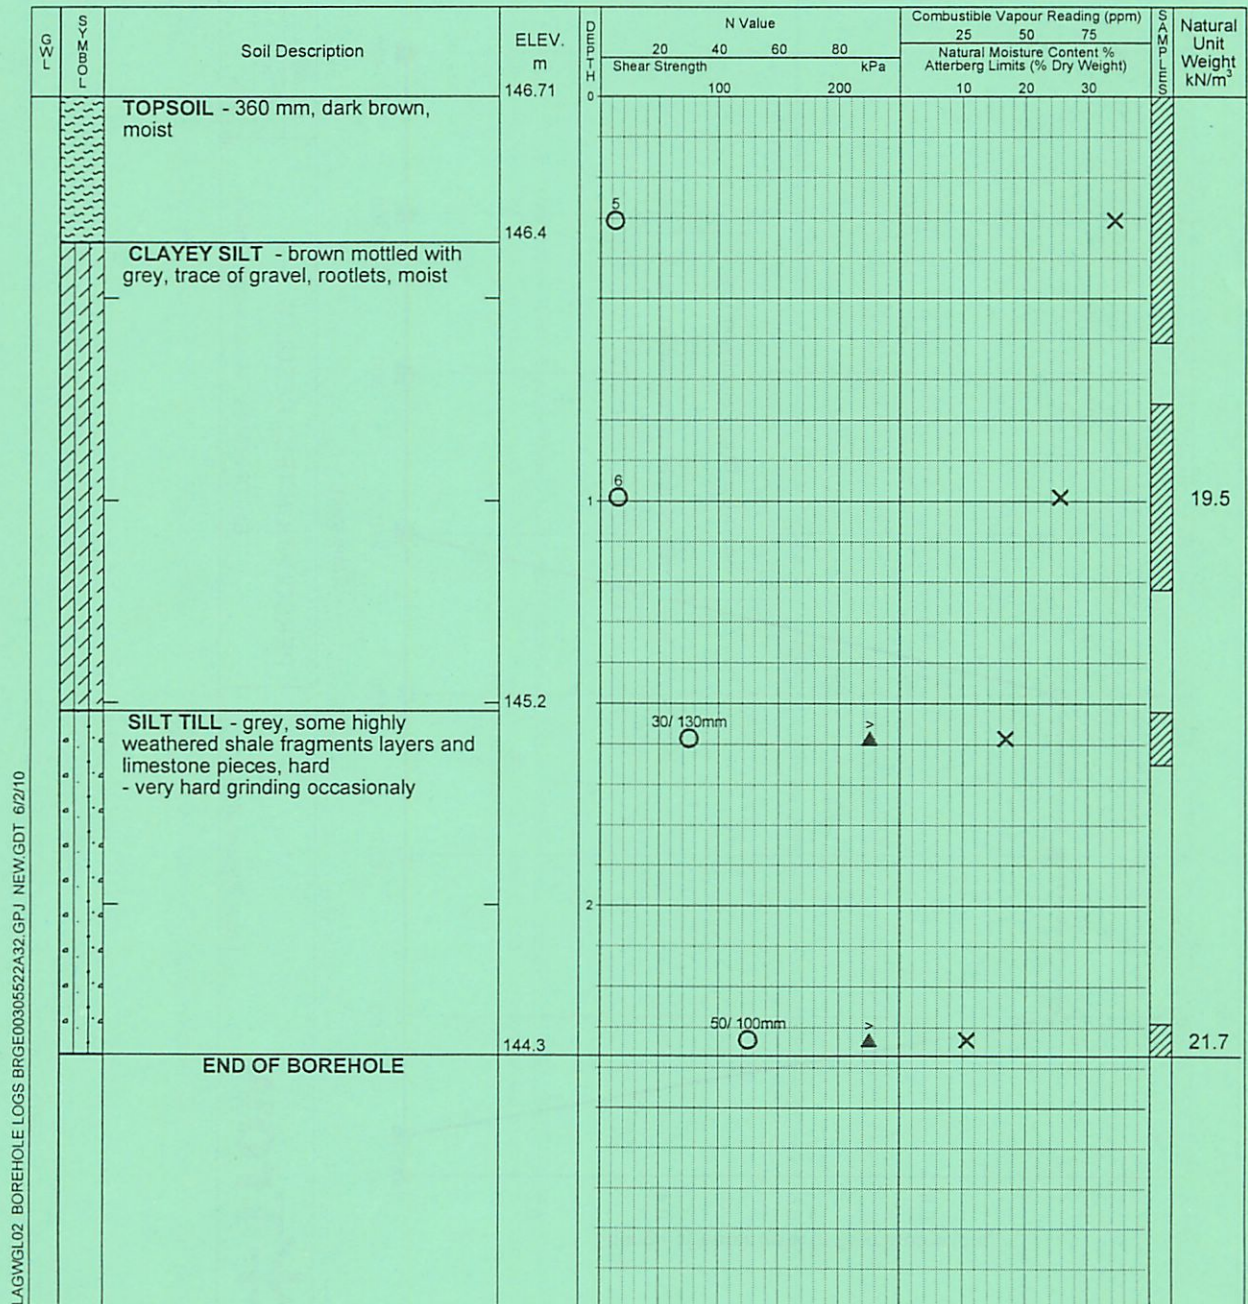 GWL
SYMBOL
Soil Description
ELEV.
m
DEPTH
N Value
20 40 60 80
Shear Strength kPa
100 200
Combustible Vapour Reading (ppm)
25 50 75
Natural Moisture Content %
Atterberg Limits (% Dry Weight)
10 20 30
SAMPLES
Natural
Unit
Weight
kN/m³
146.71
0
TOPSOIL - 360 mm, dark brown,
moist
5
146.4
CLAYEY SILT - brown mottled with
grey, trace of gravel, rootlets, moist
6
1
19.5
145.2
SILT TILL - grey, some highly
weathered shale fragments layers and
limestone pieces, hard
- very hard grinding occasionaly
30/ 130mm
>
2
50/ 100mm
>
21.7
144.3
END OF BOREHOLE
LAGWGL02 BOREHOLE LOGS BRGE00305522A32.GPJ NEW.GDT 6/2/10